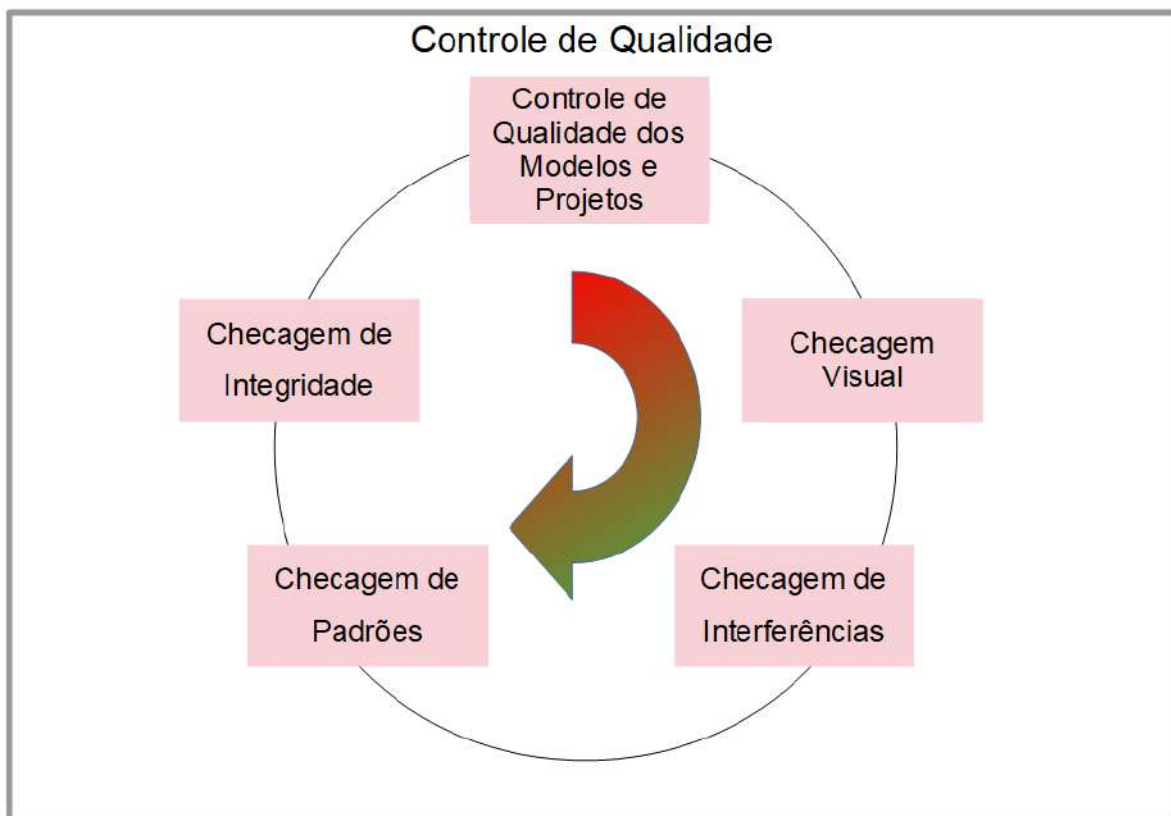 Controle de Qualidade
Controle de
Qualidade dos
Modelos e
Projetos
Checagem
Visual
Checagem de
Interferências
Checagem de
Padrões
Checagem de
Integridade